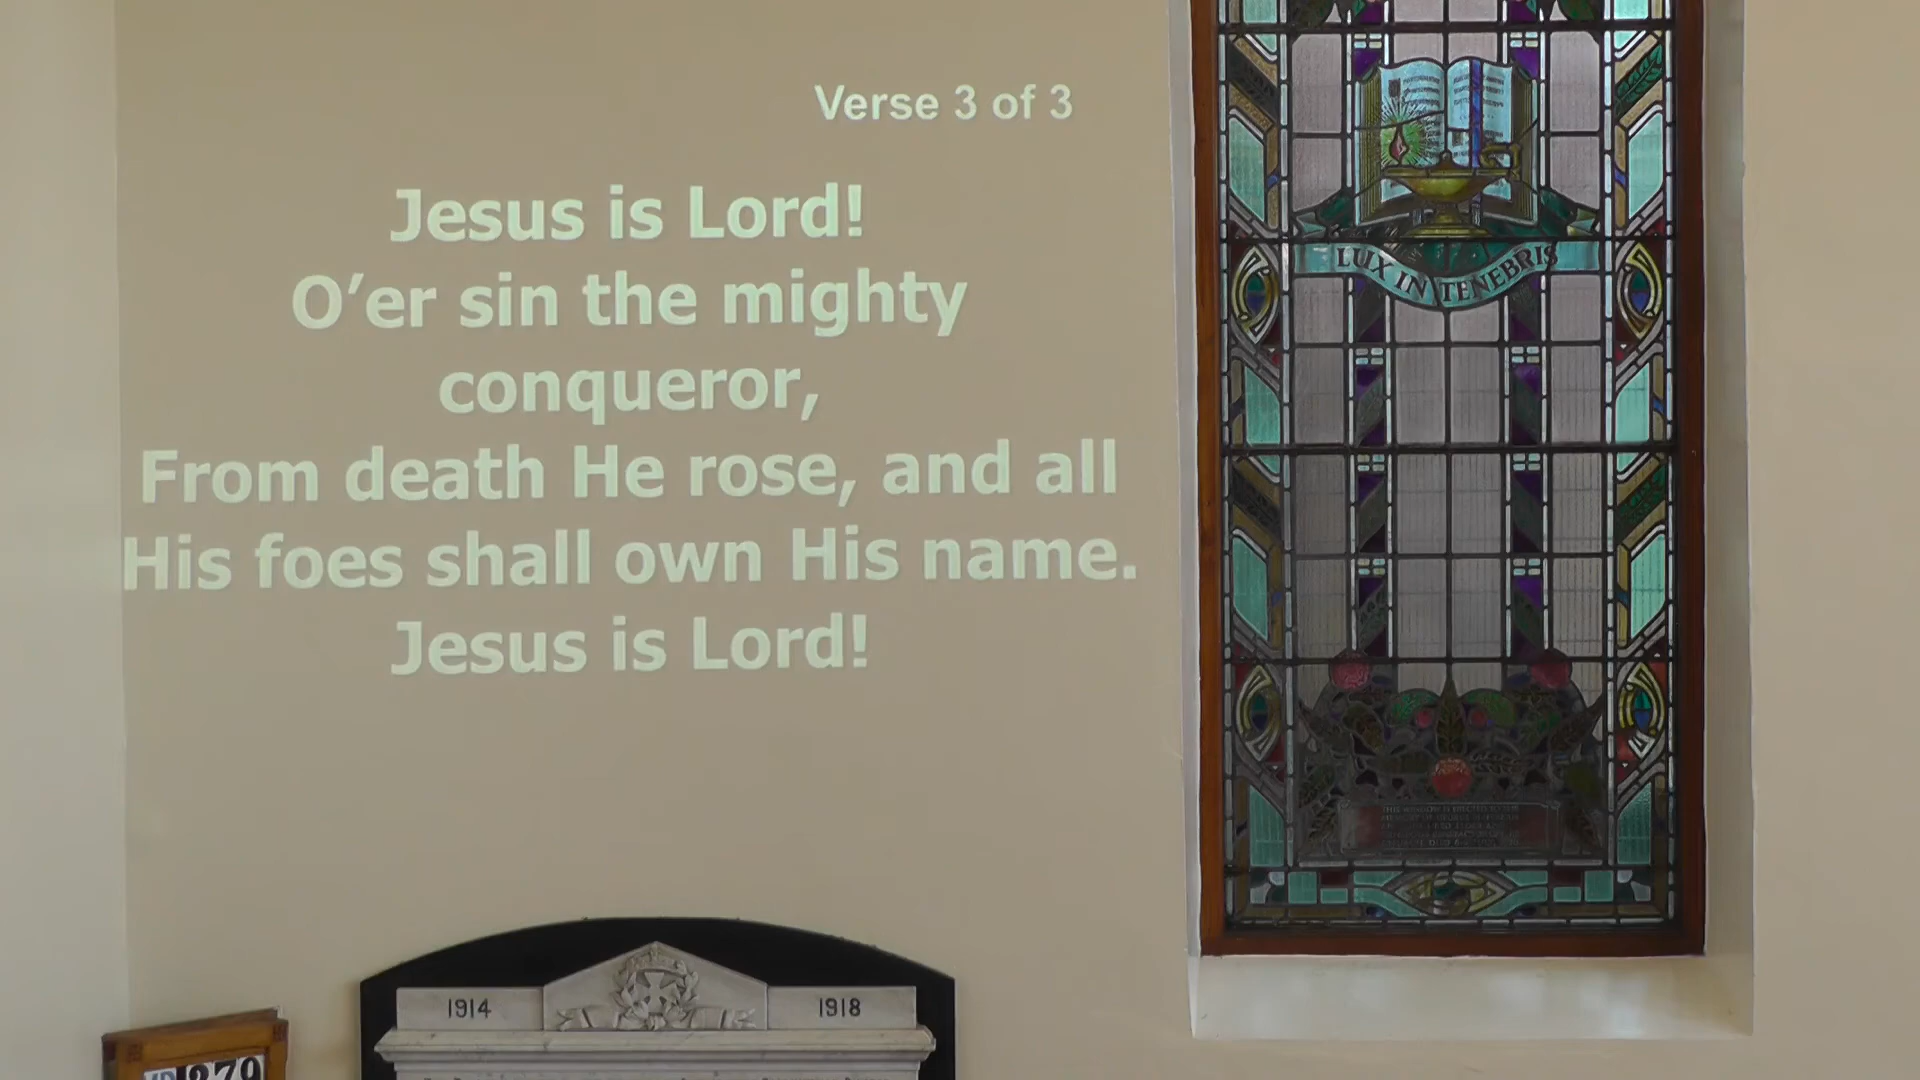 Verse 3 of 3
Jesus is Lord!
O’er sin the mighty
conqueror,
From death He rose, and all
His foes shall own His name.
Jesus is Lord!
LUX IN TENEBRIS
1914
1918
279